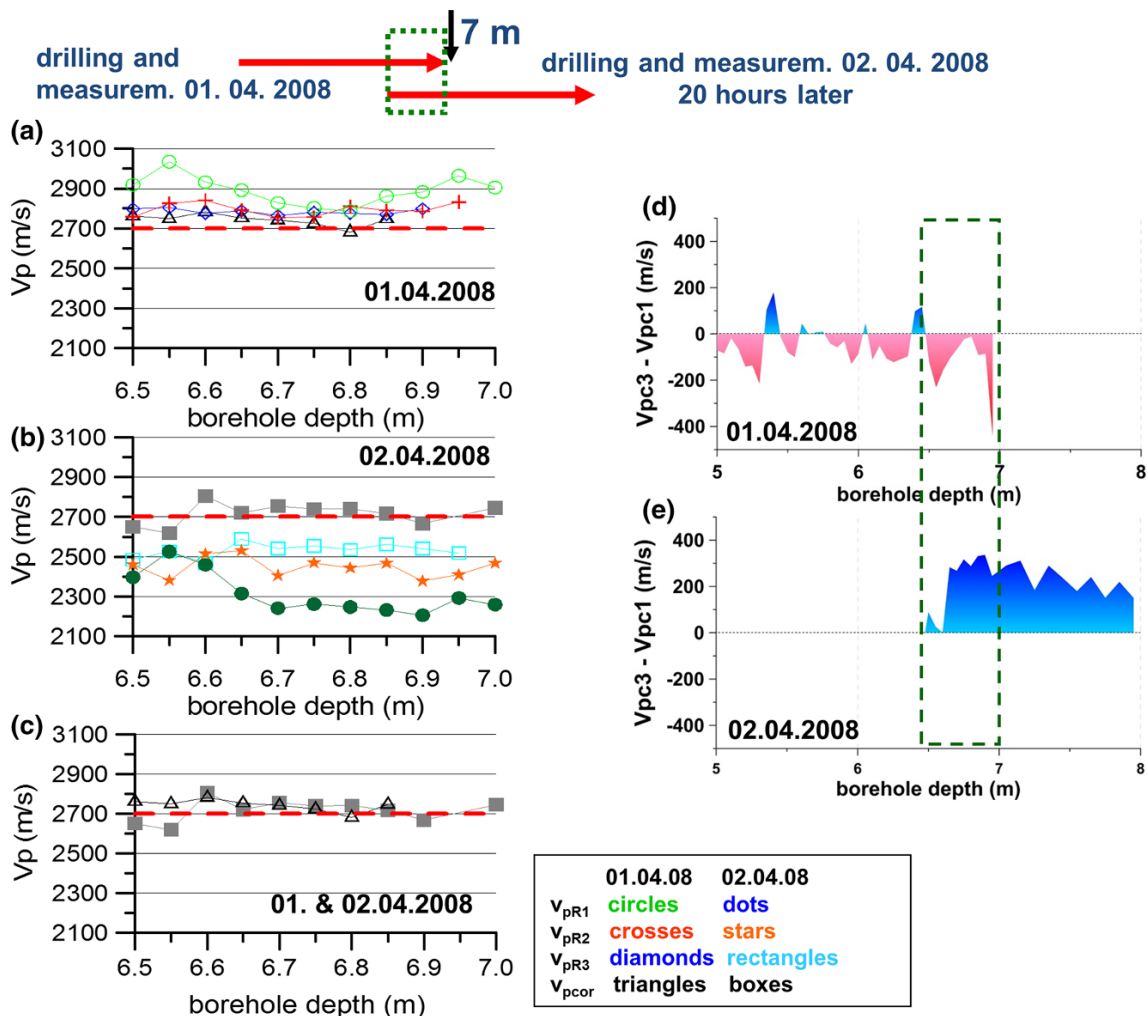 7 m
drilling and
measurem. 01. 04. 2008
drilling and measurem. 02. 04. 2008
20 hours later
(a)
3100
2900
2700
2500
2300
2100
Vp (m/s)
01.04.2008
6.5 6.6 6.7 6.8 6.9 7.0
borehole depth (m)
(b)
3100
2900
2700
2500
2300
2100
Vp (m/s)
02.04.2008
6.5 6.6 6.7 6.8 6.9 7.0
borehole depth (m)
(c)
3100
2900
2700
2500
2300
2100
Vp (m/s)
01. & 02.04.2008
6.5 6.6 6.7 6.8 6.9 7.0
borehole depth (m)
(d)
400
200
0
-200
-400
Vpc3 - Vpc1 (m/s)
01.04.2008
5 6 7 8
borehole depth (m)
(e)
400
200
0
-200
-400
Vpc3 - Vpc1 (m/s)
02.04.2008
5 6 7 8
borehole depth (m)
01.04.08 02.04.08
vpR1 circles dots
vpR2 crosses stars
vpR3 diamonds rectangles
vpcor triangles boxes